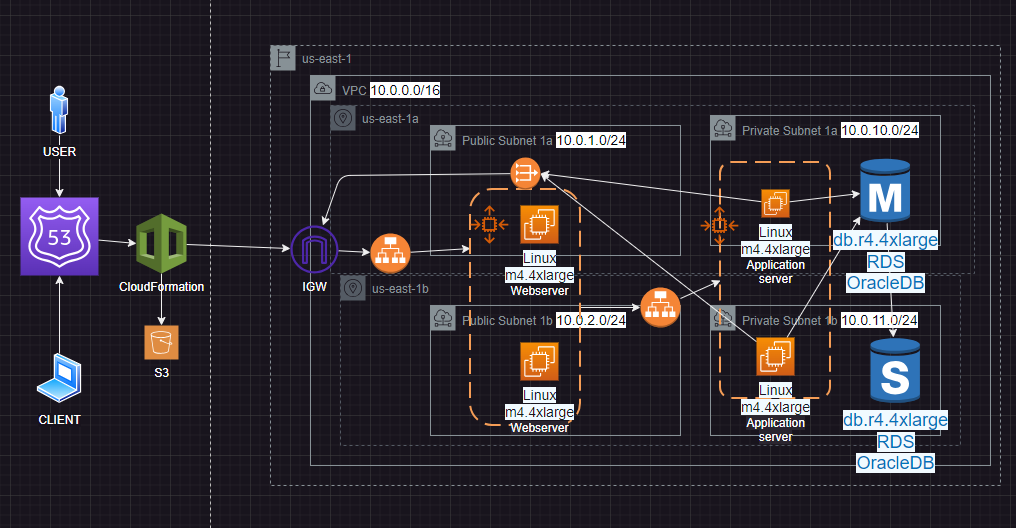 us-east-1
VPC 10.0.0.0/16
us-east-1a
Public Subnet 1a 10.0.1.0/24
Private Subnet 1a 10.0.10.0/24
USER
53
M
Linux
m4.4xlarge
Application
server
db.r4.4xlarge
RDS
OracleDB
Linux
m4.4xlarge
Webserver
CloudFormation
IGW
us-east-1b
Public Subnet 1b 10.0.2.0/24
Private Subnet 1b 10.0.11.0/24
S3
CLIENT
Linux
m4.4xlarge
Webserver
Linux
m4.4xlarge
Application
server
S
db.r4.4xlarge
RDS
OracleDB